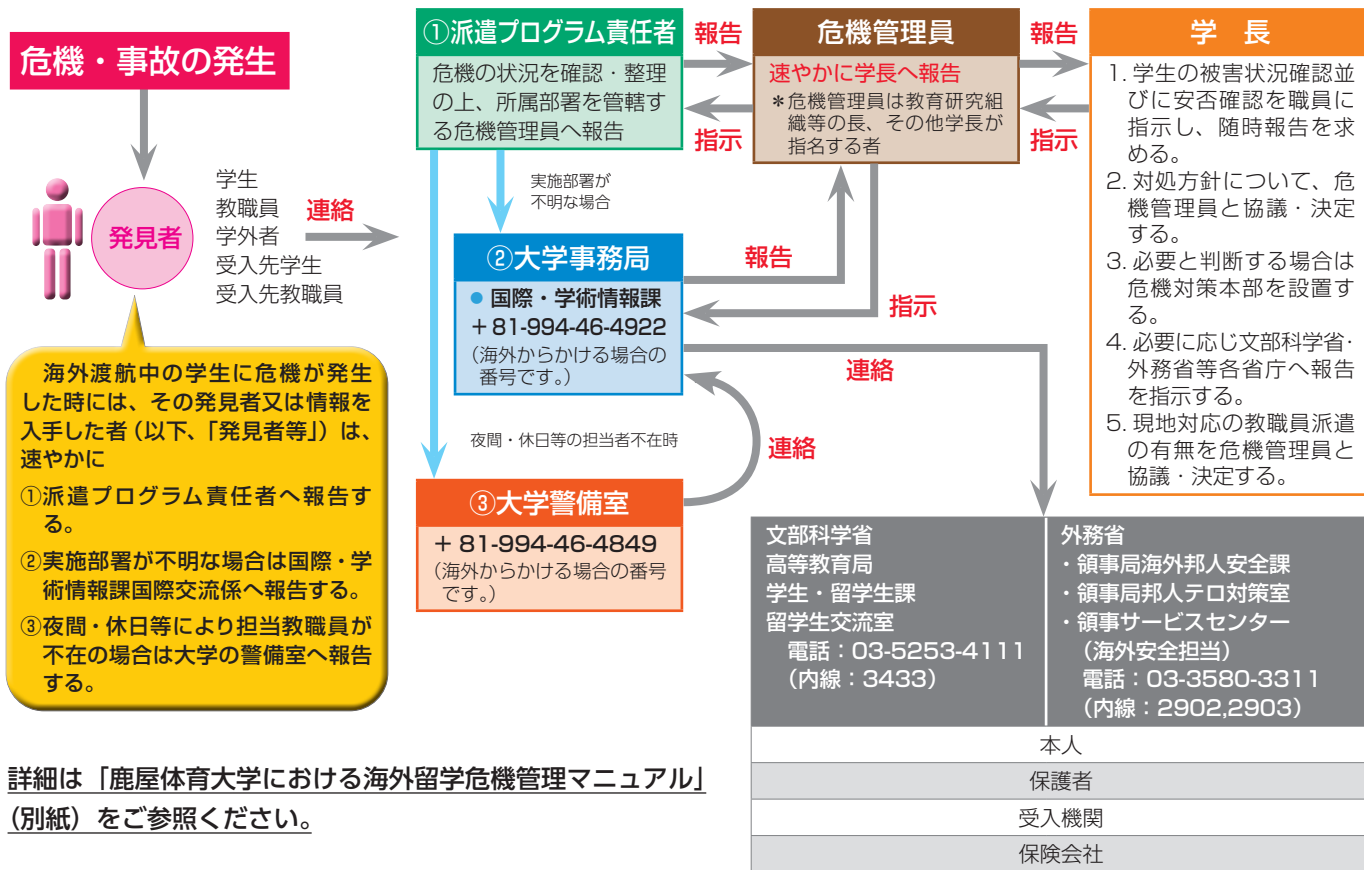 危機・事故の発生
発見者
学生
教職員
学外者
受入先学生
受入先教職員
連絡
海外渡航中の学生に危機が発生
した時には、その発見者又は情報を
入手した者（以下、「発見者等」）は、
速やかに
①派遣プログラム責任者へ報告す
る。
②実施部署が不明な場合は国際・学
術情報課国際交流係へ報告する。
③夜間・休日等により担当教職員が
不在の場合は大学の警備室へ報告
する。
①派遣プログラム責任者
危機の状況を確認・整理
の上、所属部署を管轄す
る危機管理員へ報告
報告
指示
危機管理員
速やかに学長へ報告
＊危機管理員は教育研究組
織等の長、その他学長が
指名する者
報告
指示
学　長
1. 学生の被害状況確認並
びに安否確認を職員に
指示し、随時報告を求
める。
2. 対処方針について、危
機管理員と協議・決定
する。
3. 必要と判断する場合は
危機対策本部を設置す
る。
4. 必要に応じ文部科学省・
外務省等各省庁へ報告
を指示する。
5. 現地対応の教職員派遣
の有無を危機管理員と
協議・決定する。
実施部署が
不明な場合
②大学事務局
● 国際・学術情報課
＋81-994-46-4922
（海外からかける場合の
番号です。）
報告
指示
連絡
夜間・休日等の担当者不在時
連絡
③大学警備室
＋ 81-994-46-4849
（海外からかける場合の番号
です。）
文部科学省
高等教育局
学生・留学生課
留学生交流室
電話：03-5253-4111
（内線：3433）
外務省
・領事局海外邦人安全課
・領事局邦人テロ対策室
・領事サービスセンター
（海外安全担当）
電話：03-3580-3311
（内線：2902,2903）
本人
保護者
受入機関
保険会社
詳細は「鹿屋体育大学における海外留学危機管理マニュアル」
（別紙）をご参照ください。